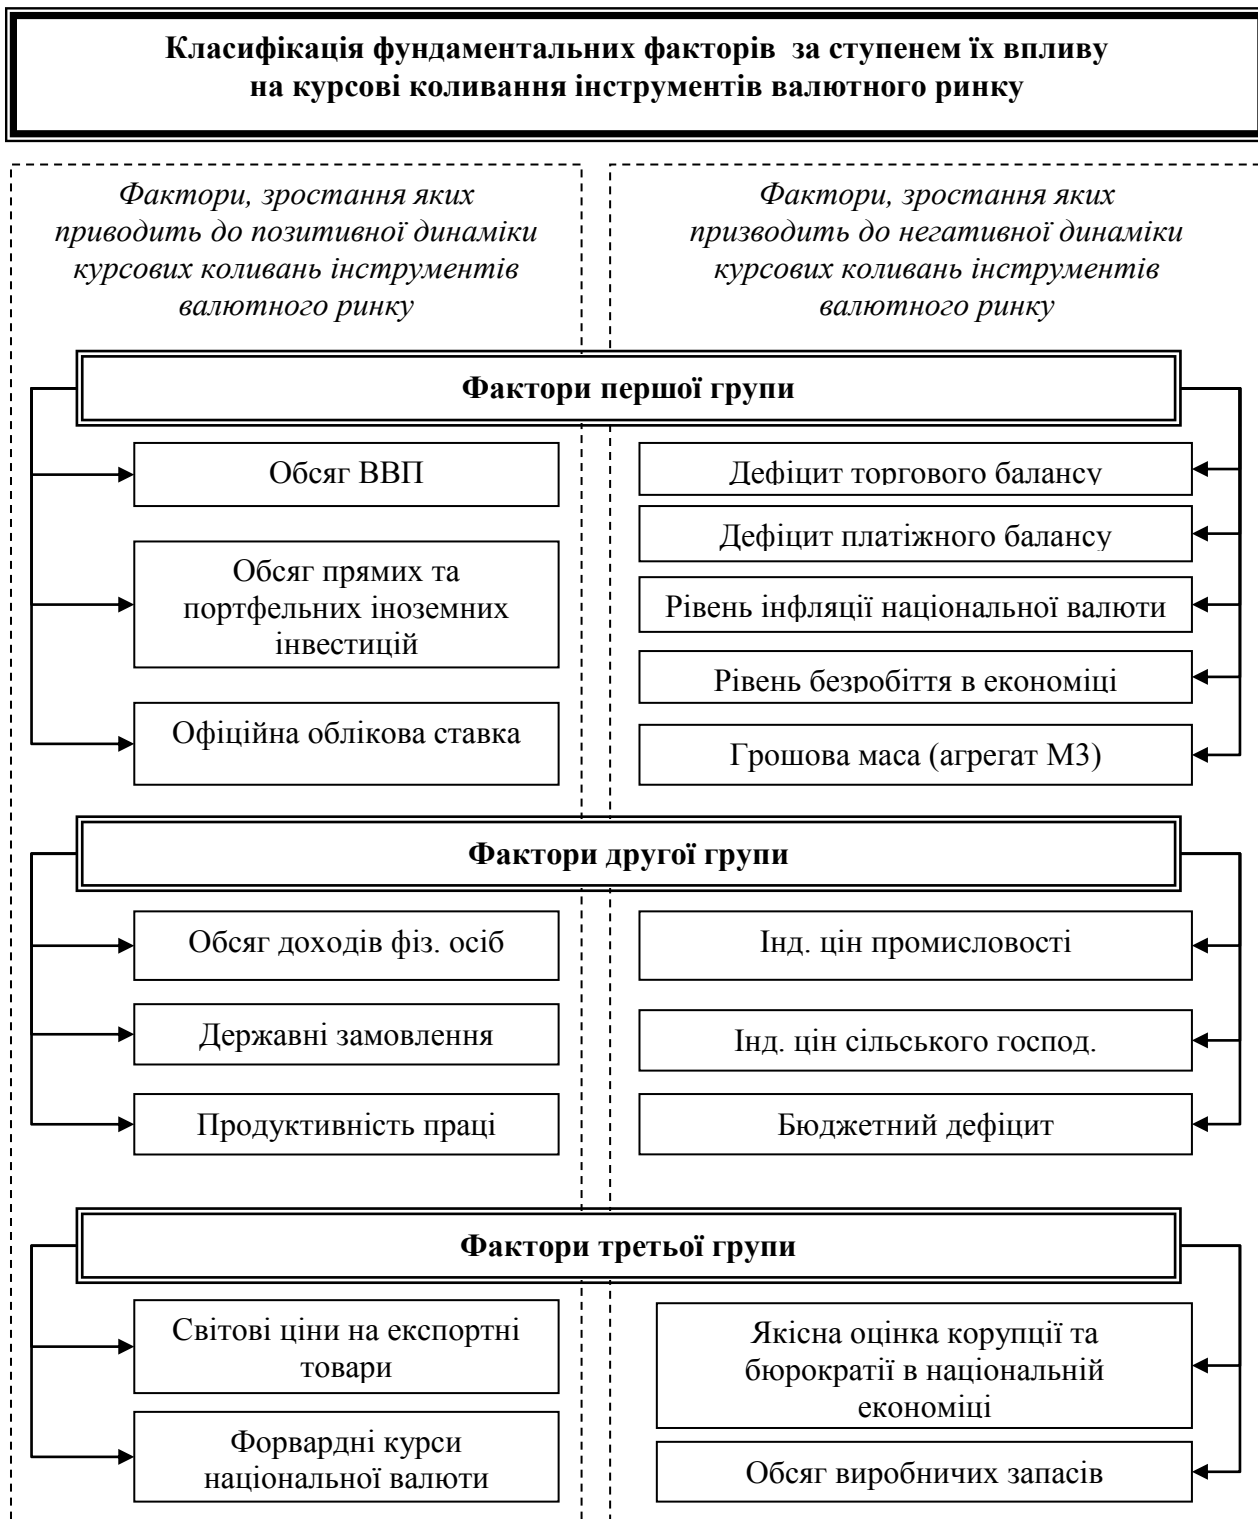 Класифікація фундаментальних факторів за ступенем їх впливу
на курсові коливання інструментів валютного ринку
Фактори, зростання яких
приводить до позитивної динаміки
курсових коливань інструментів
валютного ринку
Фактори, зростання яких
призводить до негативної динаміки
курсових коливань інструментів
валютного ринку
Фактори першої групи
Обсяг ВВП
Обсяг прямих та
портфельних іноземних
інвестицій
Офіційна облікова ставка
Дефіцит торгового балансу
Дефіцит платіжного балансу
Рівень інфляції національної валюти
Рівень безробіття в економіці
Грошова маса (агрегат М3)
Фактори другої групи
Обсяг доходів фіз. осіб
Державні замовлення
Продуктивність праці
Інд. цін промисловості
Інд. цін сільського господ.
Бюджетний дефіцит
Фактори третьої групи
Світові ціни на експортні
товари
Форвардні курси
національної валюти
Якісна оцінка корупції та
бюрократії в національній
економіці
Обсяг виробничих запасів